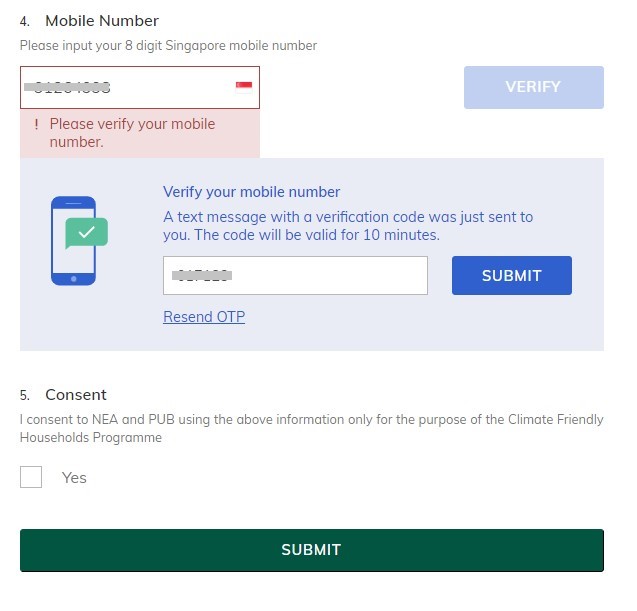 4. Mobile Number
Please input your 8 digit Singapore mobile number
VERIFY
! Please verify your mobile
number.
Verify your mobile number
A text message with a verification code was just sent to
you. The code will be valid for 10 minutes.
SUBMIT
Resend OTP
5. Consent
I consent to NEA and PUB using the above information only for the purpose of the Climate Friendly
Households Programme
Yes
SUBMIT